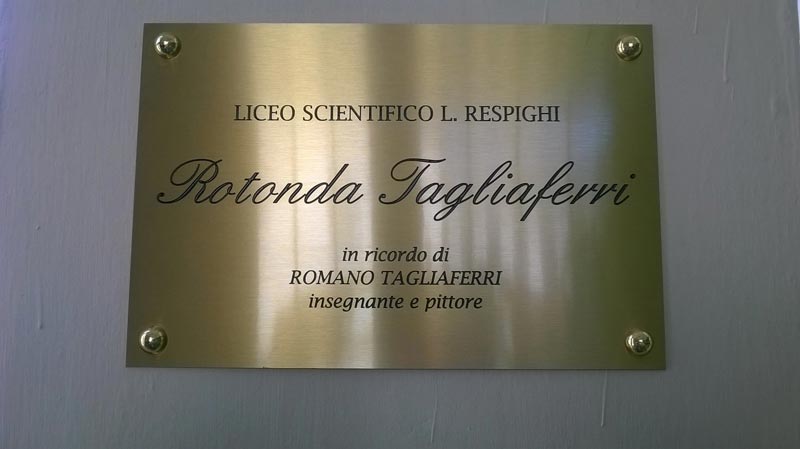 LICEO SCIENTIFICO L. RESPIGHI
Rotonda Tagliaferri
in ricordo di
ROMANO TAGLIAFERRI
insegnante e pittore